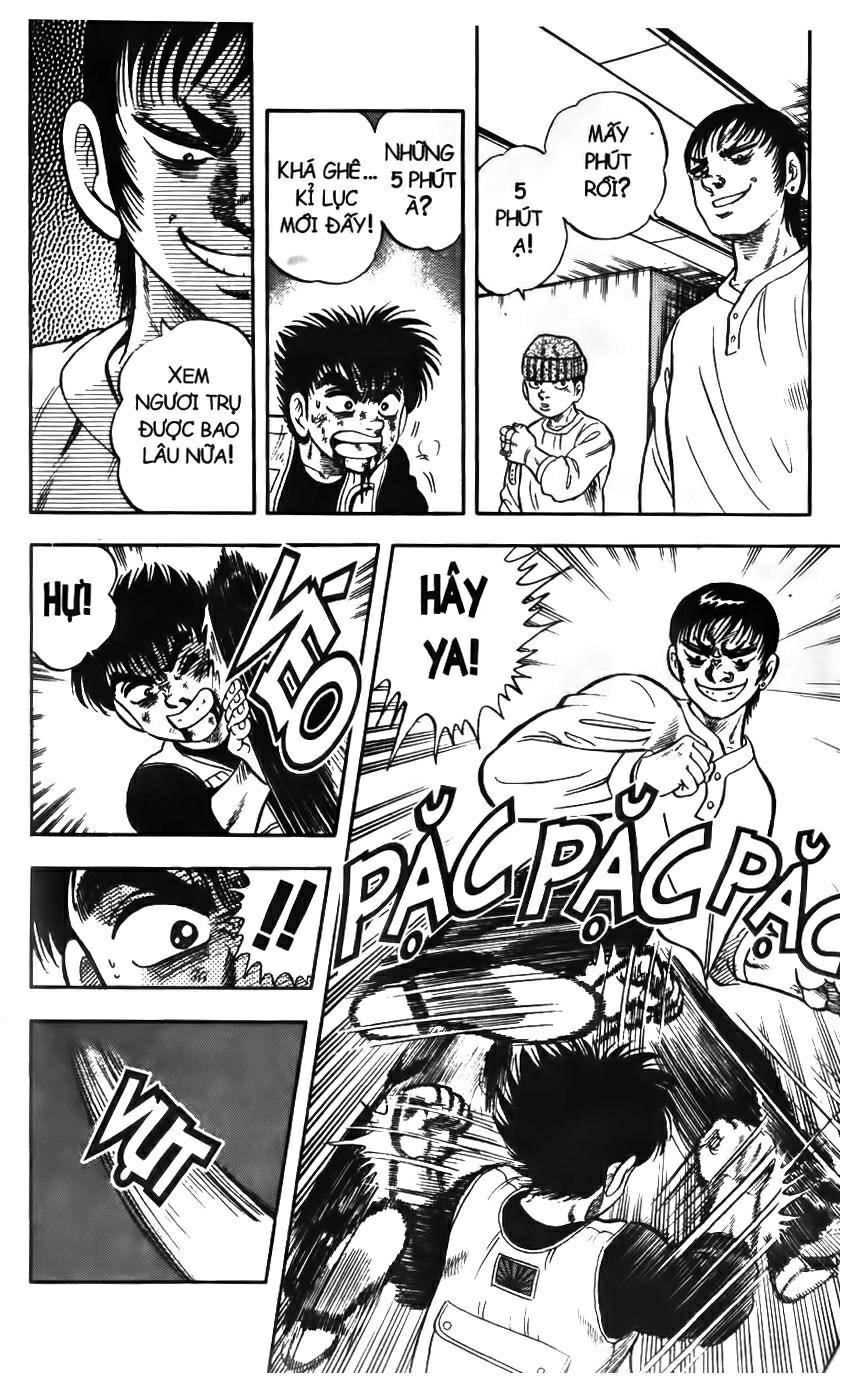 MẤY
PHÚT
RỒI?
5
PHÚT
Ạ!
NHỮNG
5 PHÚT
À?
KHÁ GHÊ...
KỈ LỤC
MỚI ĐẤY!
XEM
NGƯƠI TRỤ
ĐƯỢC BAO
LÂU NỮA!
HÂY
YA!
PẶC PẶC PẶC
HỰ!
VÈO
!!
VỤT